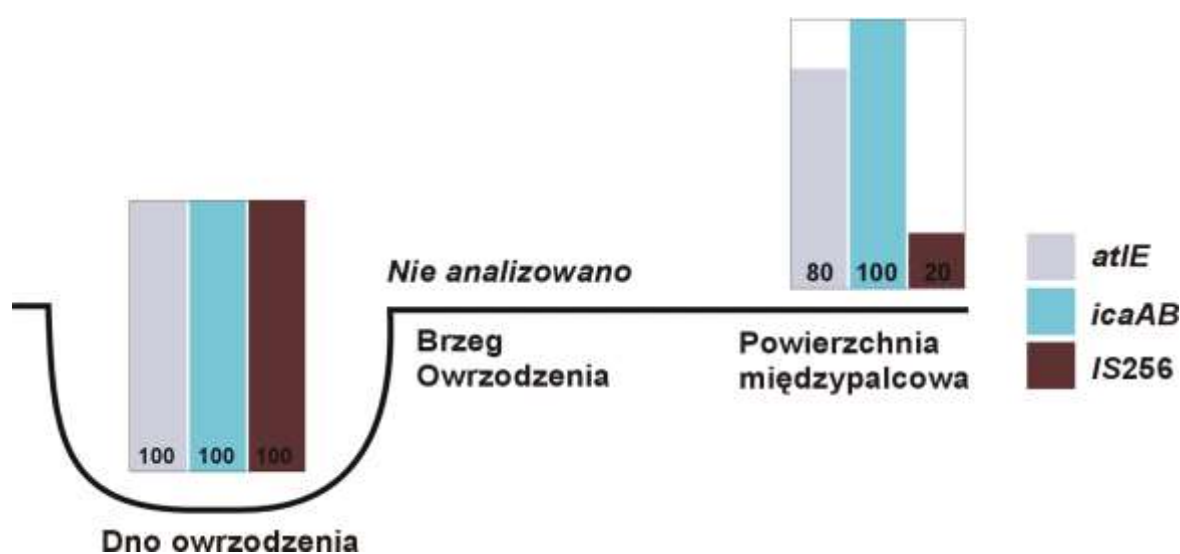 80 100 20
Nie analizowano
atlE
icaAB
IS256
Brzeg
Owrzodzenia
Powierzchnia
międzypalcowa
100 100 100
Dno owrzodzenia